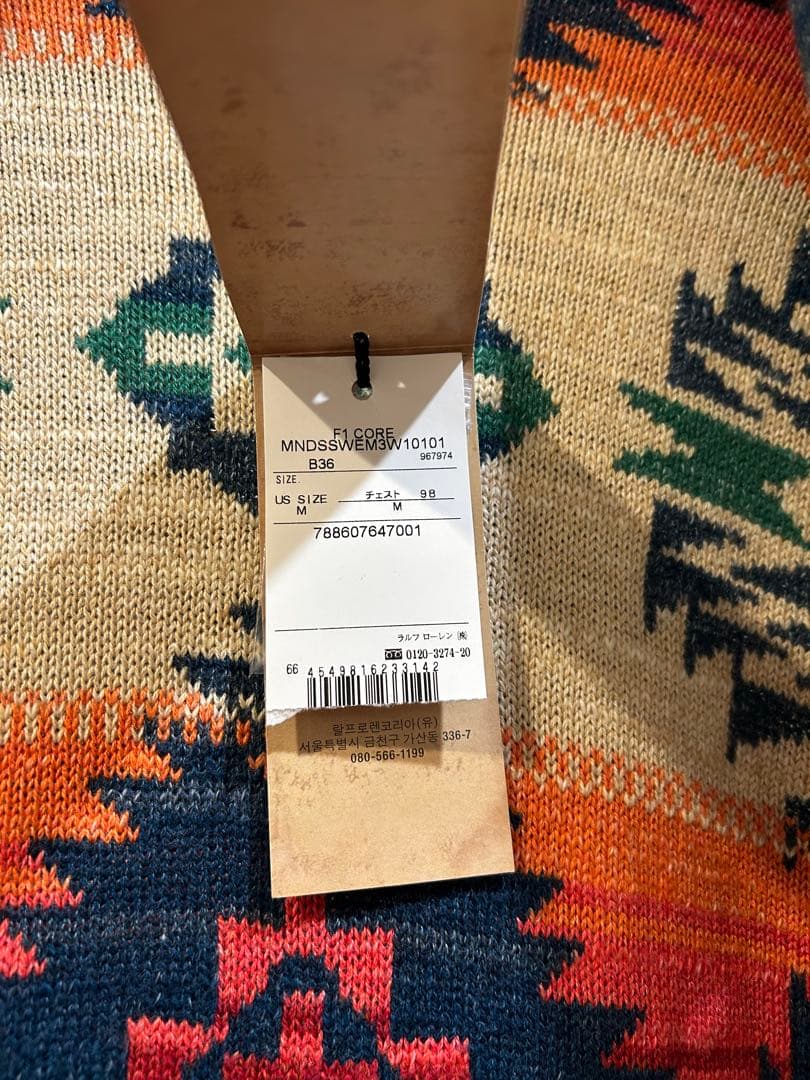 F1 CORE
MNDSSWEM3W10101
B36 967974
SIZE.
US SIZE チェスト 98
M M
788607647001
ラルフ ローレン ㈱
0120-3274-20
66 4549816233142
랄프로렌코리아(유)
서울특별시 금천구 가산동 336-7
080-566-1199